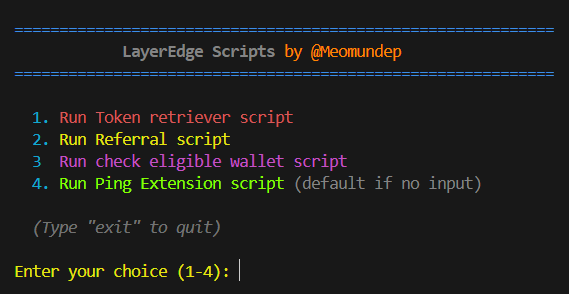 ============================================================
LayerEdge Scripts by @Meomundep
============================================================
1. Run Token retriever script
2. Run Referral script
3  Run check eligible wallet script
4. Run Ping Extension script (default if no input)
(Type "exit" to quit)
Enter your choice (1-4):